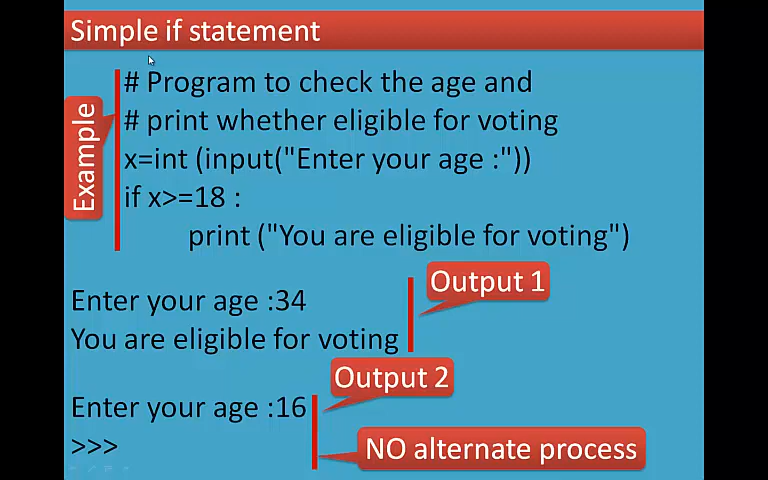 Simple if statement
# Program to check the age and
# print whether eligible for voting
Example
x=int (input("Enter your age :"))
if x>=18 :
print ("You are eligible for voting")
Output 1
Enter your age :34
You are eligible for voting
Output 2
Enter your age :16
>>>
NO alternate process